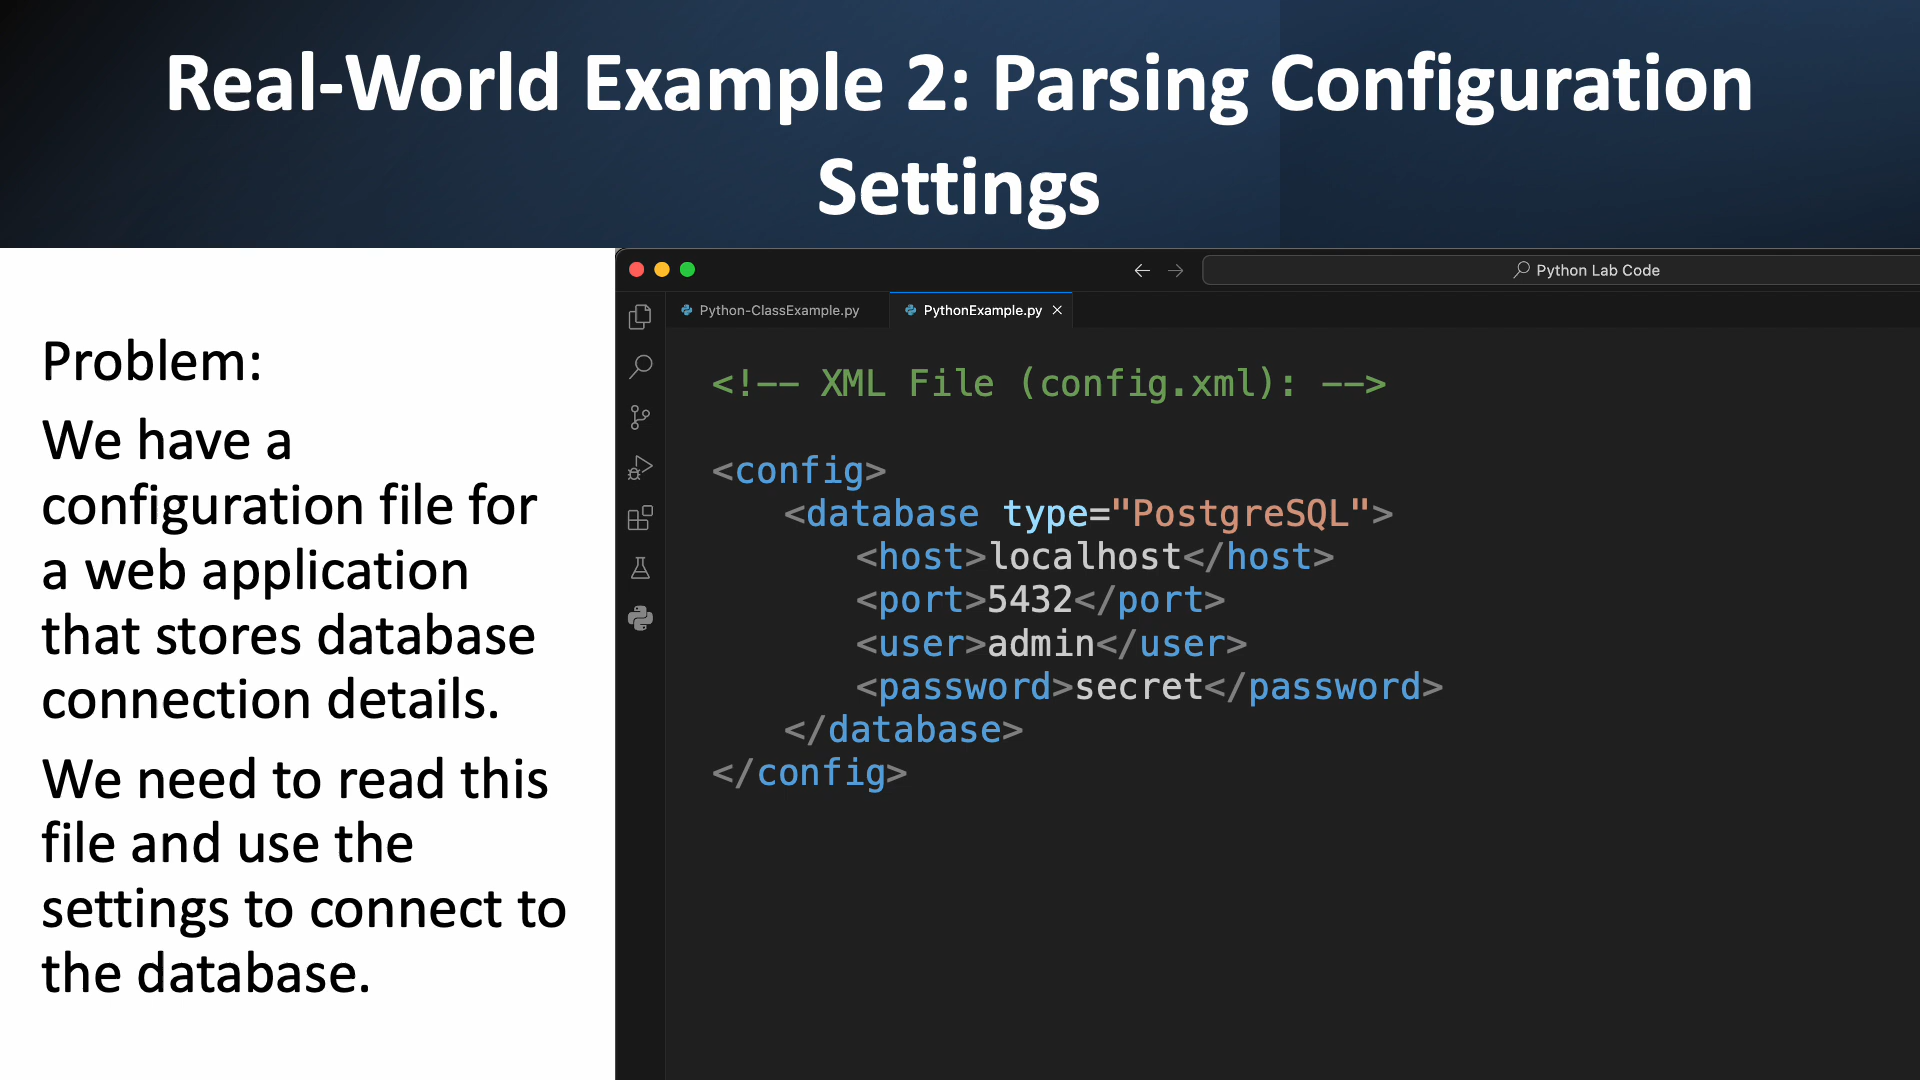 Real-World Example 2: Parsing Configuration
Settings
Problem:
We have a
configuration file for
a web application
that stores database
connection details.
We need to read this
file and use the
settings to connect to
the database.
Python Lab Code
Python-ClassExample.py
PythonExample.py
<!-- XML File (config.xml): -->
<config>
<database type="PostgreSQL">
<host>localhost</host>
<port>5432</port>
<user>admin</user>
<password>secret</password>
</database>
</config>